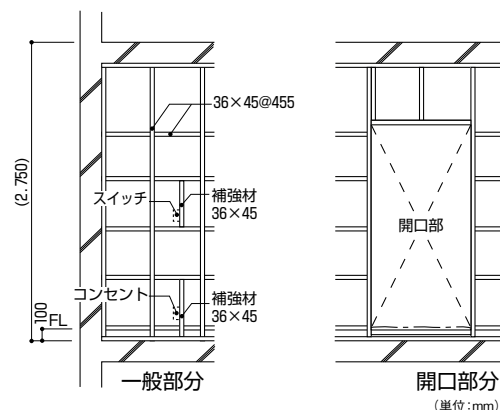 36×45@455
(2.750)
スイッチ
補強材
36×45
開口部
コンセント
補強材
36×45
100
FL
一般部分
開口部分
(単位:mm)